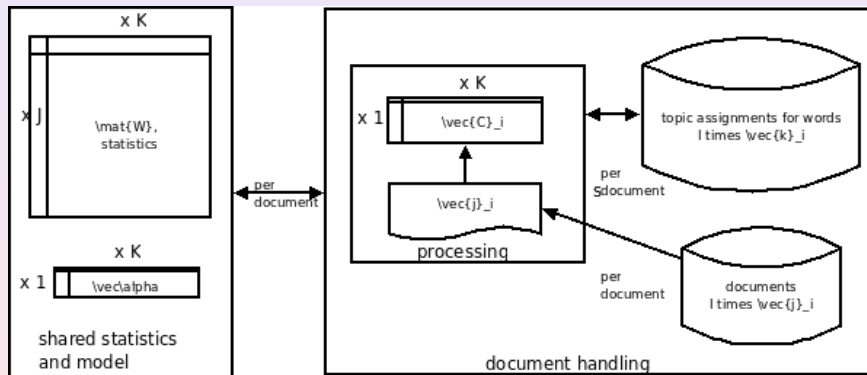 x K
x J
\mat{W},
statistics
x K
x 1
\vec\alpha
shared statistics
and model
per
document
x K
x 1
\vec{C}_i
\vec{j}_i
processing
topic assignments for words
I times \vec{k}_i
per
Sdocument
per
document
documents
I times \vec{j}_i
document handling